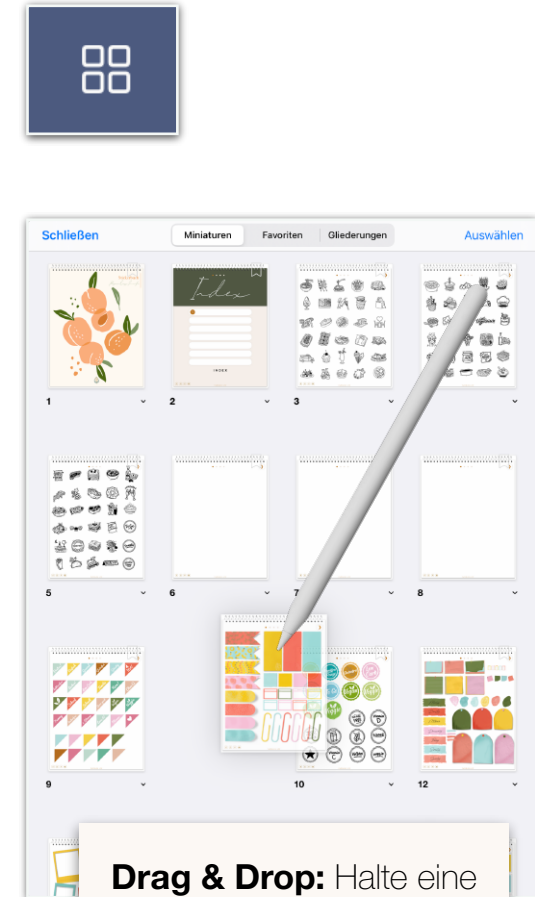 Schließen Miniaturen Favoriten Gliederungen Auswählen
Index
INDEX
1 2 3
5 6 7 8
9 10 12
Drag & Drop: Halte eine